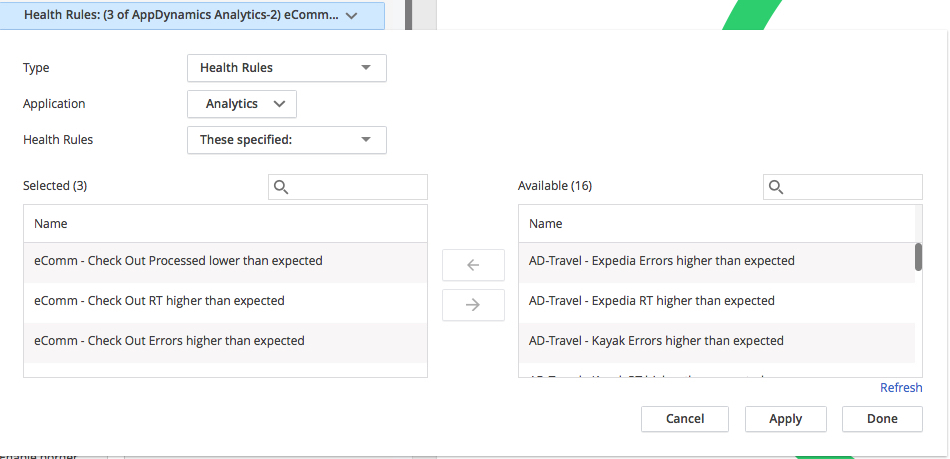 Health Rules: (3 of AppDynamics Analytics-2) eComm...
Type
Health Rules
Application
Analytics
Health Rules
These specified:
Selected (3)
Name
eComm - Check Out Processed lower than expected
eComm - Check Out RT higher than expected
eComm - Check Out Errors higher than expected
Available (16)
Name
AD-Travel - Expedia Errors higher than expected
AD-Travel - Expedia RT higher than expected
AD-Travel - Kayak Errors higher than expected
Refresh
Cancel
Apply
Done